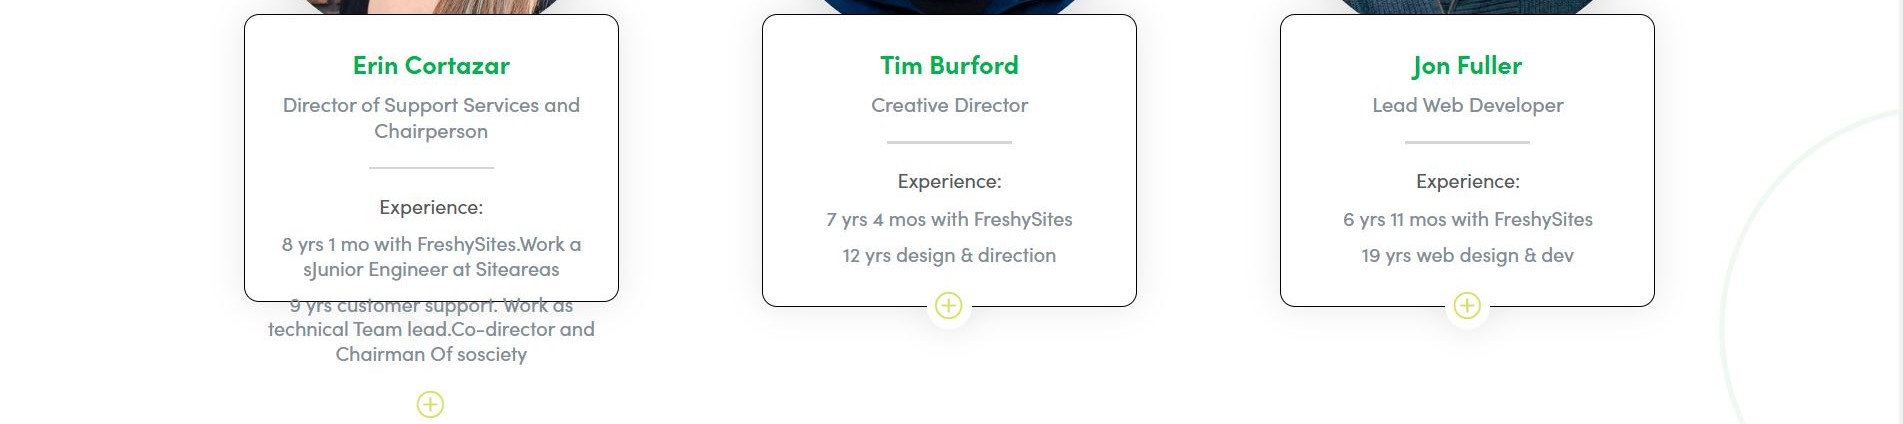 Erin Cortazar
Director of Support Services and
Chairperson
Experience:
8 yrs 1 mo with FreshySites.Work a
sJunior Engineer at Siteareas
9 yrs customer support. Work as
technical Team lead.Co-director and
Chairman Of sosciety
Tim Burford
Creative Director
Experience:
7 yrs 4 mos with FreshySites
12 yrs design & direction
Jon Fuller
Lead Web Developer
Experience:
6 yrs 11 mos with FreshySites
19 yrs web design & dev